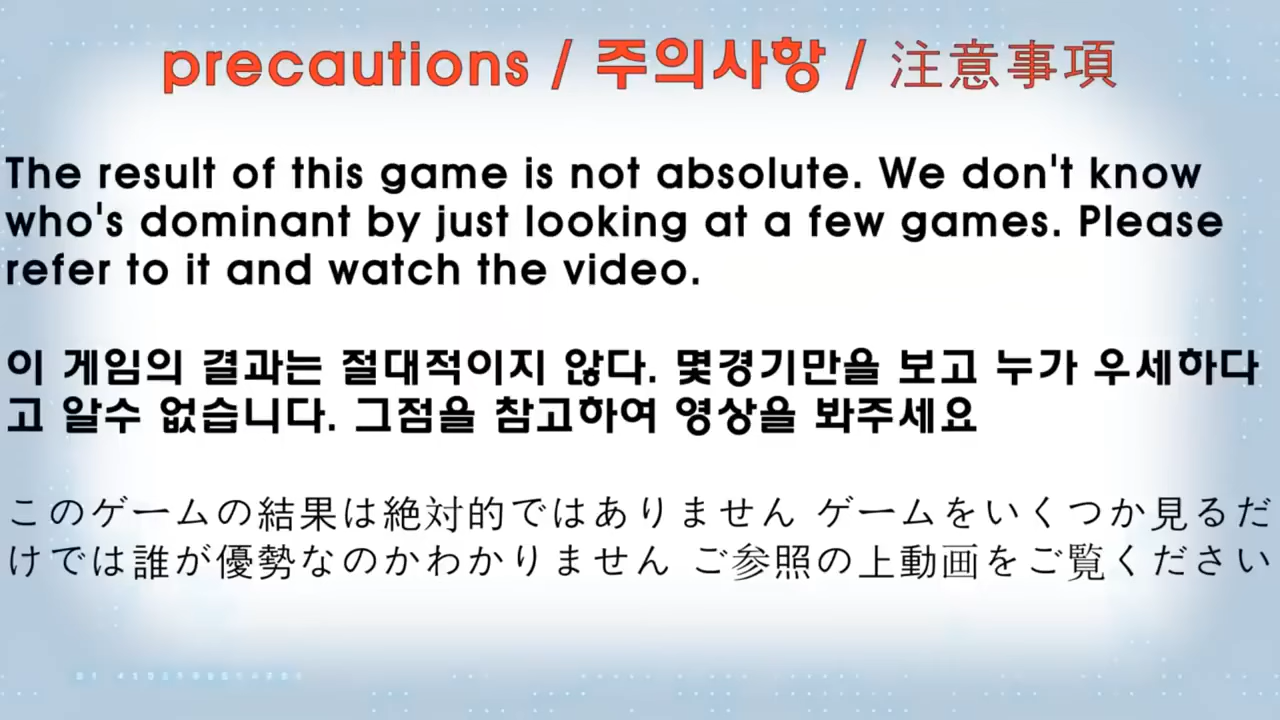 precautions / 주의사항 / 注意事項
The result of this game is not absolute. We don't know
who's dominant by just looking at a few games. Please
refer to it and watch the video.
이 게임의 결과는 절대적이지 않다. 몇경기만을 보고 누가 우세하다
고 알수 없습니다. 그점을 참고하여 영상을 봐주세요
このゲームの結果は絶対的ではありません ゲームをいくつか見るだ
けでは誰が優勢なのかわかりません ご参照の上動画をご覧ください